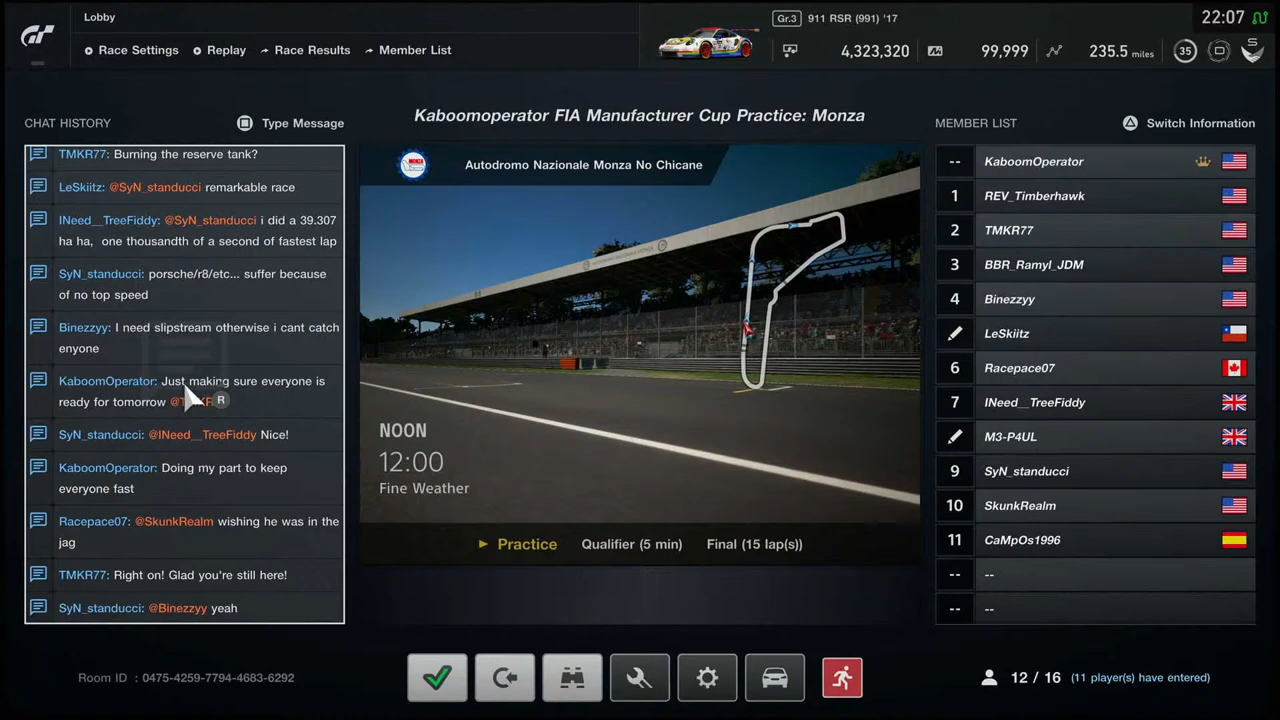 Lobby
Race Settings
Replay
Race Results
Member List
Gr.3
911 RSR (991) '17
4,323,320
99,999
235.5 miles
35
S
22:07
CHAT HISTORY
Type Message
TMKR77: Burning the reserve tank?
LeSkiitz: @SyN_standucci remarkable race
INeed__TreeFiddy: @SyN_standucci i did a 39.307
ha ha, one thousandth of a second of fastest lap
SyN_standucci: porsche/r8/etc... suffer because
of no top speed
Binezzyy: I need slipstream otherwise i cant catch
enyone
KaboomOperator: Just making sure everyone is
ready for tomorrow
R
SyN_standucci: @INeed__TreeFiddy Nice!
KaboomOperator: Doing my part to keep
everyone fast
Racepace07: @SkunkRealm wishing he was in the
jag
TMKR77: Right on! Glad you're still here!
SyN_standucci: @Binezzyy yeah
Room ID : 0475-4259-7794-4683-6292
Kaboomoperator FIA Manufacturer Cup Practice: Monza
MONZA
Autodromo Nazionale Monza No Chicane
NOON
12:00
Fine Weather
Practice
Qualifier (5 min)
Final (15 lap(s))
MEMBER LIST
Switch Information
-- KaboomOperator
1 REV_Timberhawk
2 TMKR77
3 BBR_Ramyl_JDM
4 Binezzyy
LeSkiitz
6 Racepace07
7 INeed__TreeFiddy
M3-P4UL
9 SyN_standucci
10 SkunkRealm
11 CaMpOs1996
-- --
-- --
12 / 16 (11 player(s) have entered)